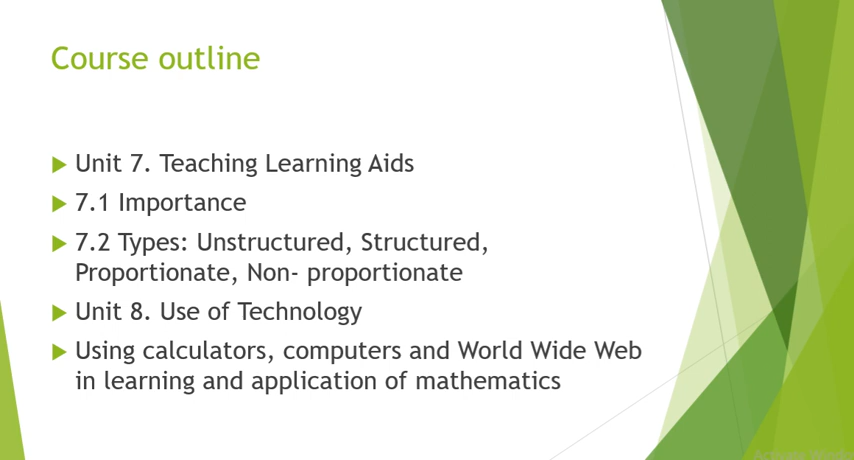 Course outline
Unit 7. Teaching Learning Aids
7.1 Importance
7.2 Types: Unstructured, Structured,
Proportionate, Non- proportionate
Unit 8. Use of Technology
Using calculators, computers and World Wide Web
in learning and application of mathematics